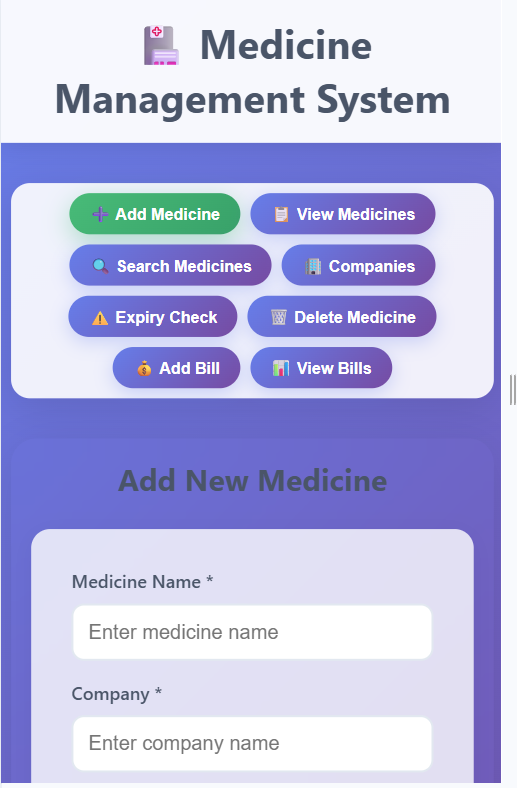 Medicine
Management System
Add Medicine
View Medicines
Search Medicines
Companies
Expiry Check
Delete Medicine
Add Bill
View Bills
Add New Medicine
Medicine Name *
Enter medicine name
Company *
Enter company name